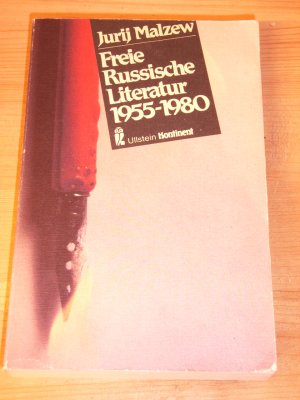 Jurij Malzew
Freie
Russische
Literatur
1955-1980
Ullstein Kontinent